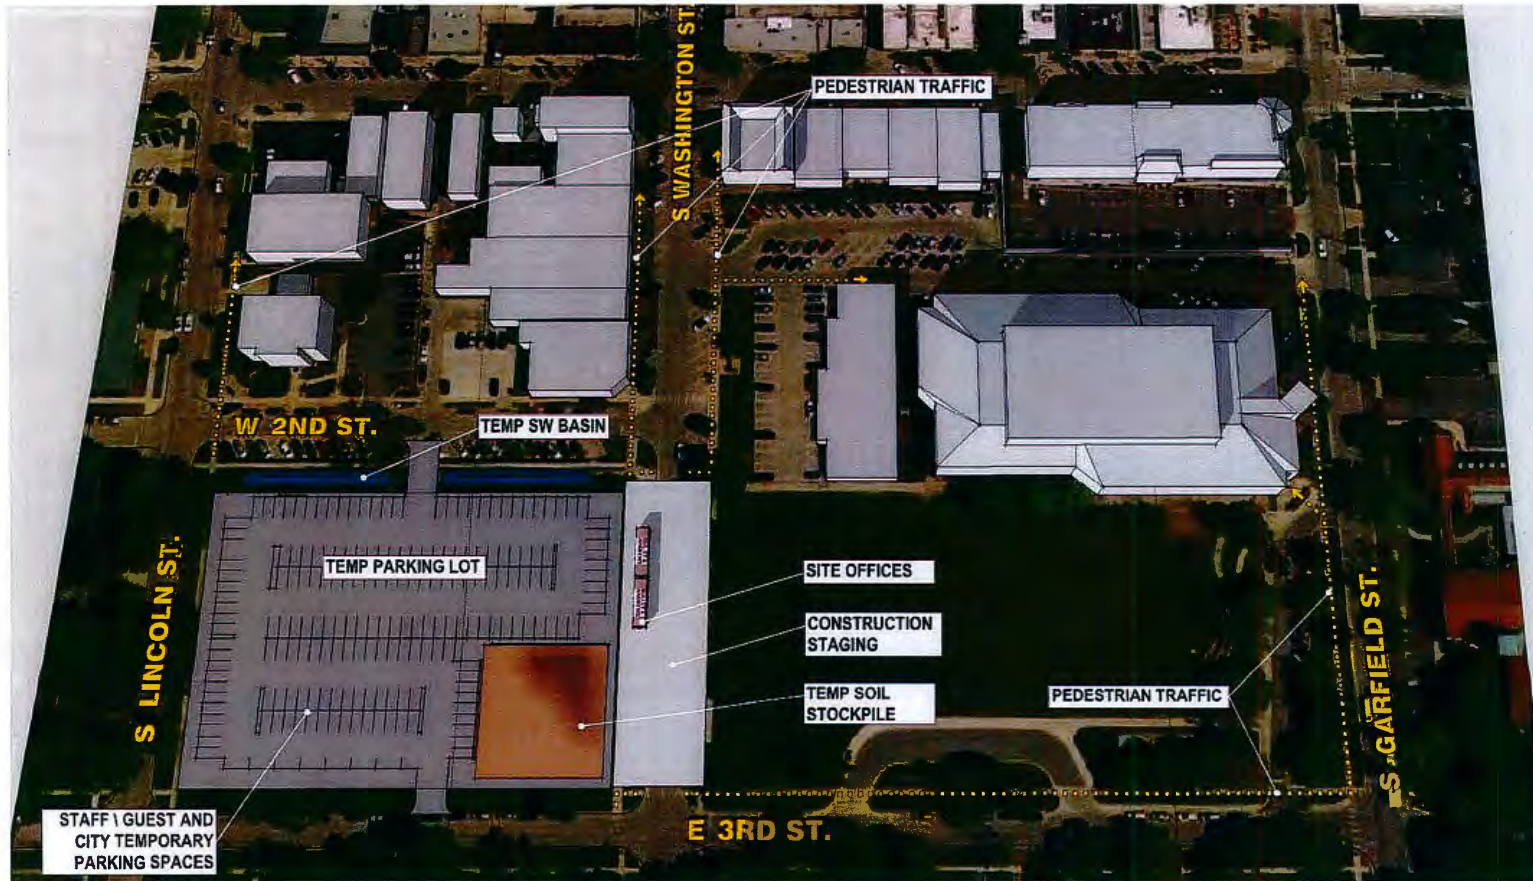 S WASHINGTON ST.
PEDESTRIAN TRAFFIC
W 2ND ST.
TEMP SW BASIN
S LINCOLN ST.
TEMP PARKING LOT
SITE OFFICES
CONSTRUCTION
STAGING
TEMP SOIL
STOCKPILE
PEDESTRIAN TRAFFIC
S GARFIELD ST.
STAFF \ GUEST AND
CITY TEMPORARY
PARKING SPACES
E 3RD ST.